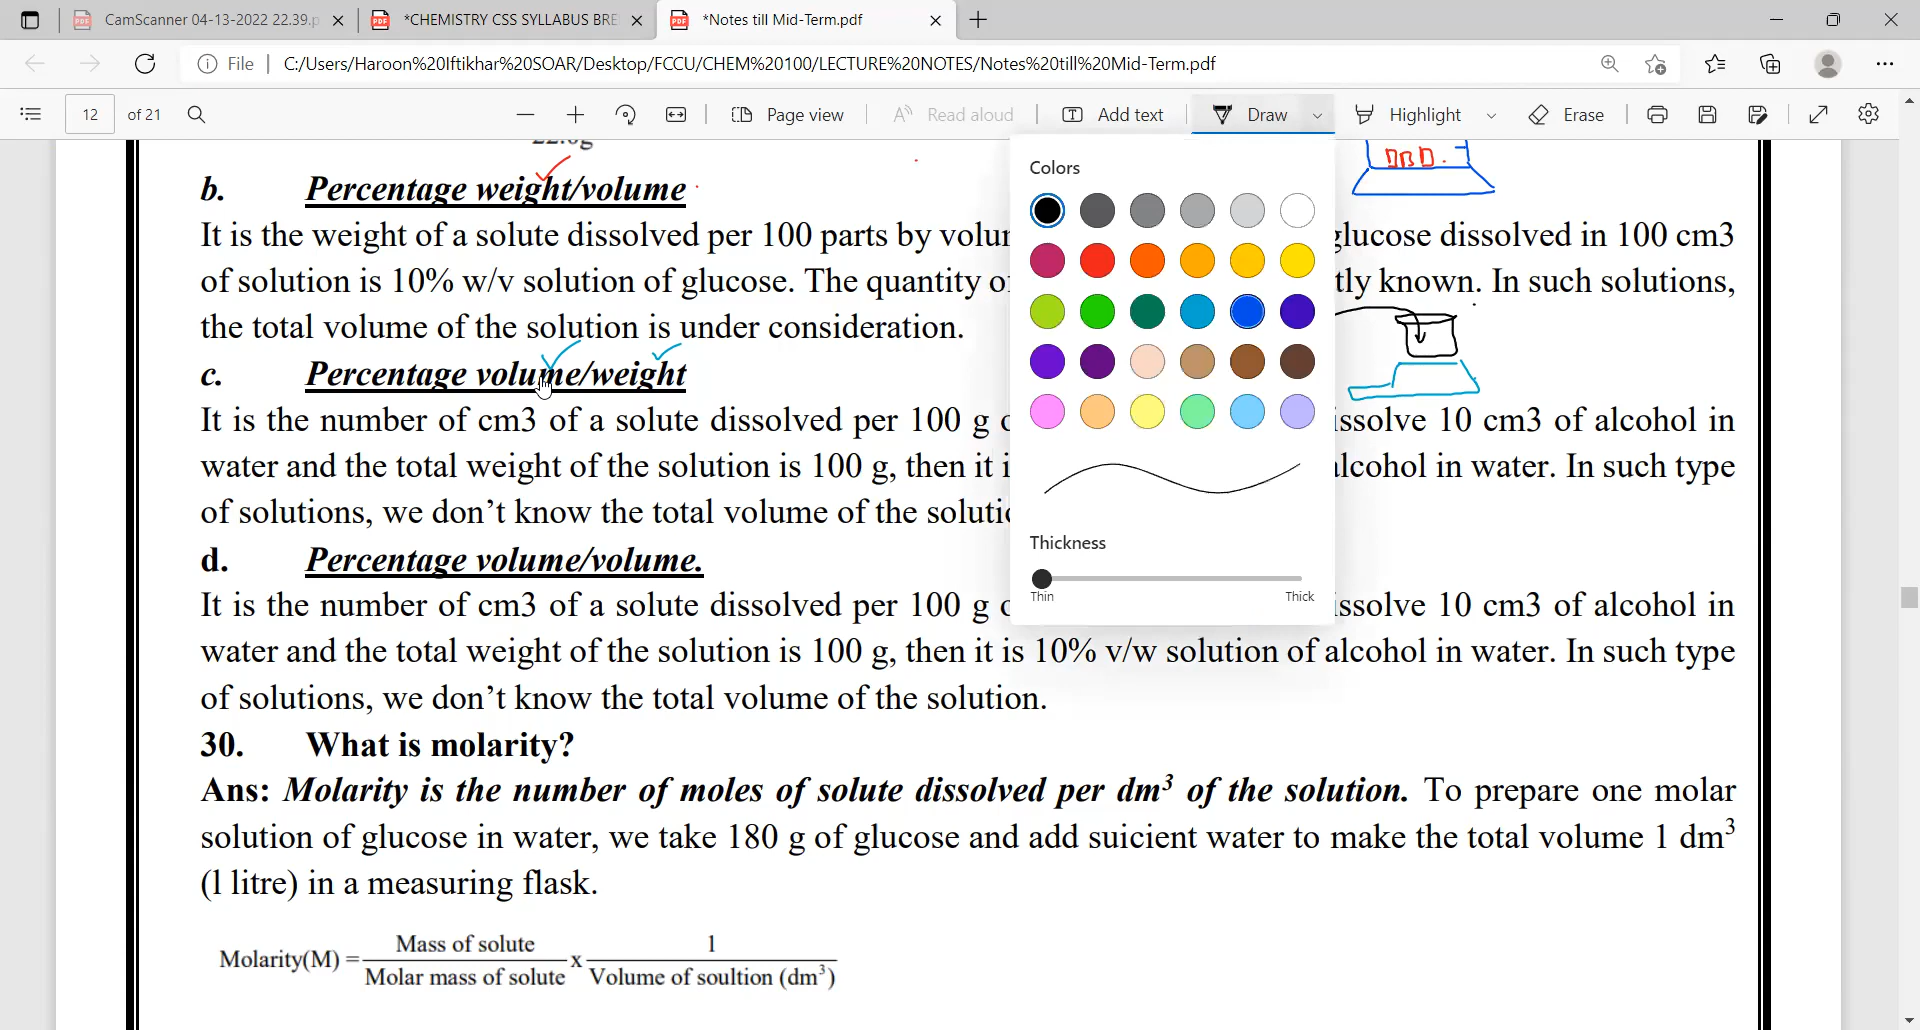 CamScanner 04-13-2022 22.39.p
*CHEMISTRY CSS SYLLABUS BRE
*Notes till Mid-Term.pdf
File
C:/Users/Haroon%20Iftikhar%20SOAR/Desktop/FCCU/CHEM%20100/LECTURE%20NOTES/Notes%20till%20Mid-Term.pdf
12 of 21
Page view
Read aloud
Add text
Draw
Highlight
Erase
Colors
Thickness
Thin Thick
b. Percentage weight/volume
It is the weight of a solute dissolved per 100 parts by volu glucose dissolved in 100 cm3
of solution is 10% w/v solution of glucose. The quantity o tly known. In such solutions,
the total volume of the solution is under consideration.
c. Percentage volume/weight
It is the number of cm3 of a solute dissolved per 100 g o issolve 10 cm3 of alcohol in
water and the total weight of the solution is 100 g, then it i lcohol in water. In such type
of solutions, we don’t know the total volume of the solutio
d. Percentage volume/volume.
It is the number of cm3 of a solute dissolved per 100 g o issolve 10 cm3 of alcohol in
water and the total weight of the solution is 100 g, then it is 10% v/w solution of alcohol in water. In such type
of solutions, we don’t know the total volume of the solution.
30. What is molarity?
Ans: Molarity is the number of moles of solute dissolved per dm³ of the solution. To prepare one molar
solution of glucose in water, we take 180 g of glucose and add suicient water to make the total volume 1 dm³
(1 litre) in a measuring flask.
Molarity(M) = Mass of solute / Molar mass of solute x 1 / Volume of soultion (dm³)